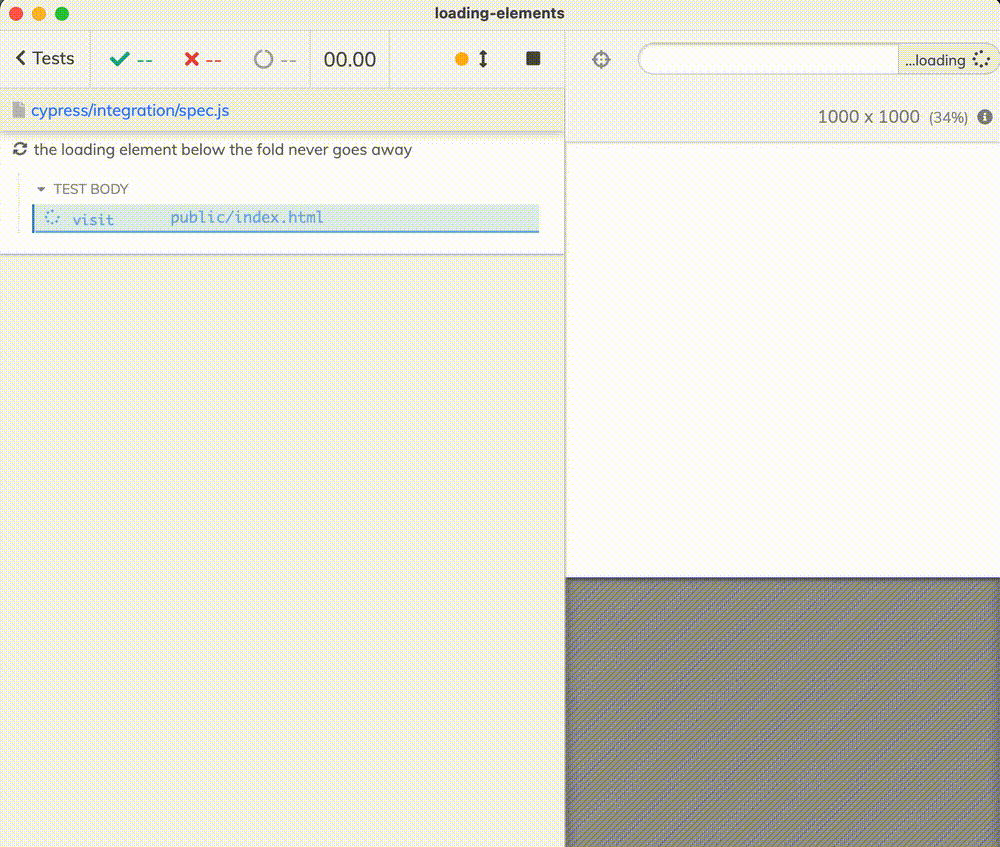 loading-elements
Tests -- -- -- 00.00 ...loading
1000 x 1000 (34%)
cypress/integration/spec.js
the loading element below the fold never goes away
TEST BODY
visit public/index.html